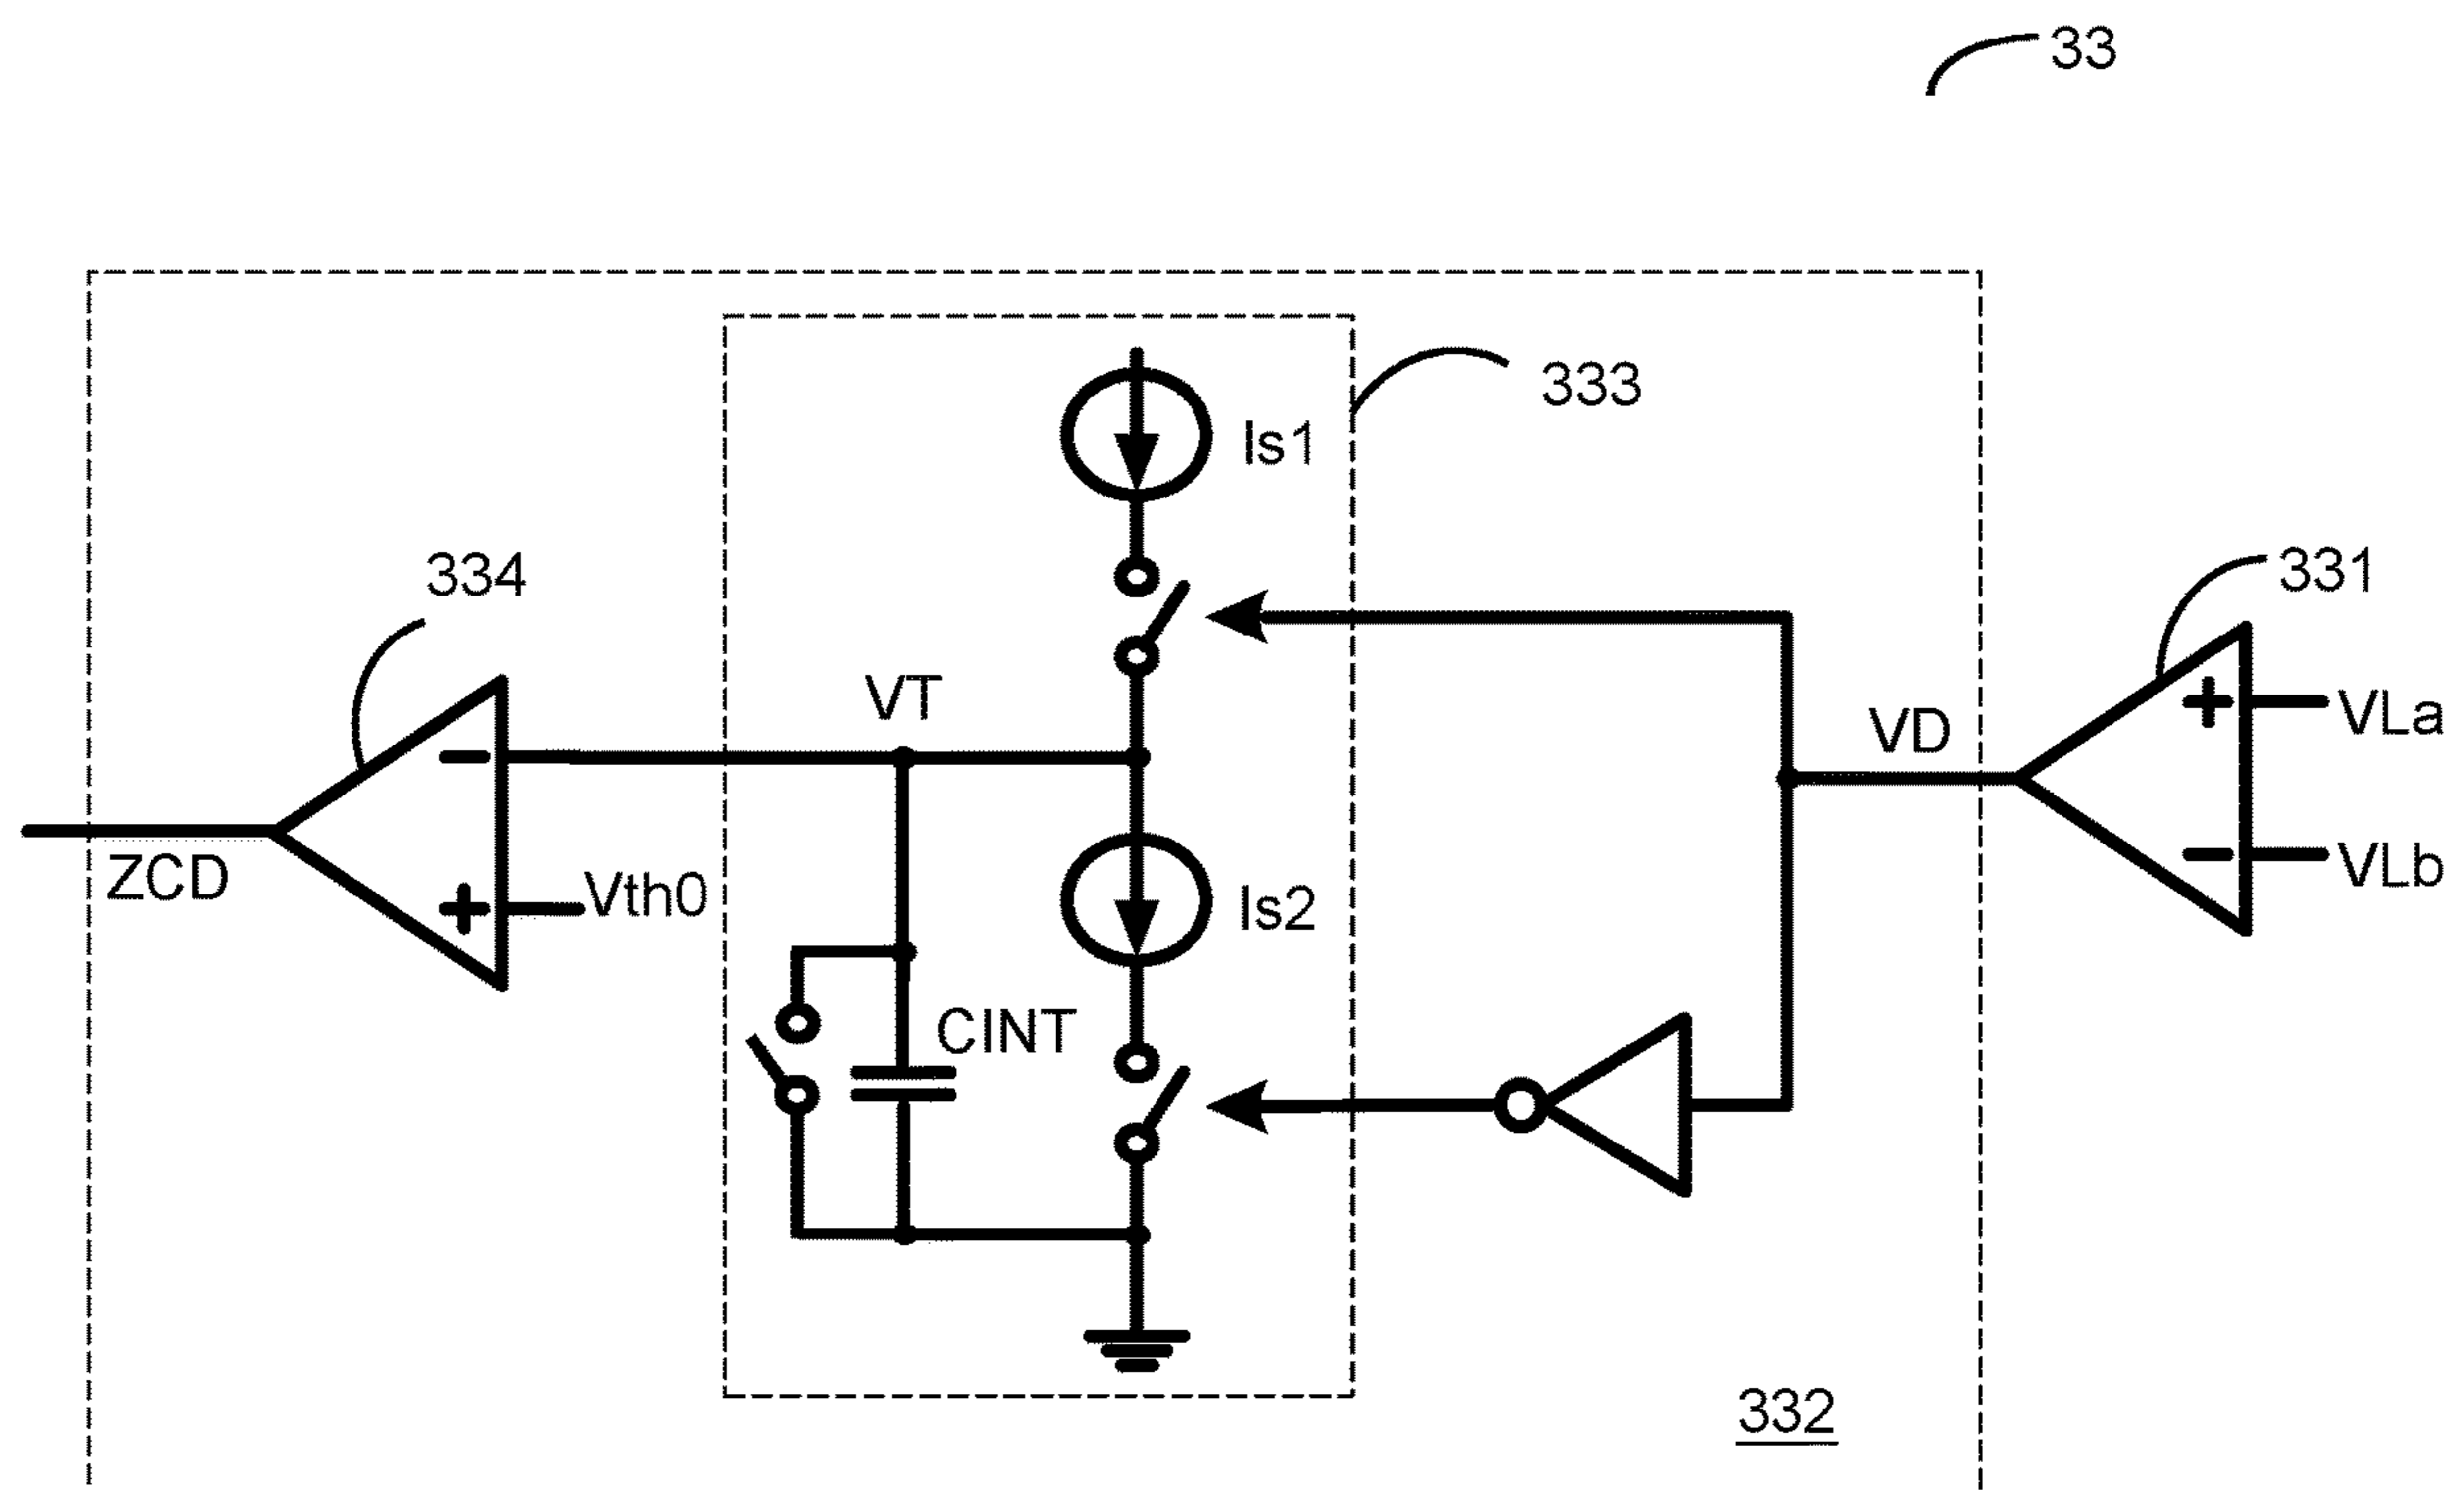 33
333
Is1
334
331
VT
VLa
VD
ZCD
Vth0
Is2
VLb
CINT
332